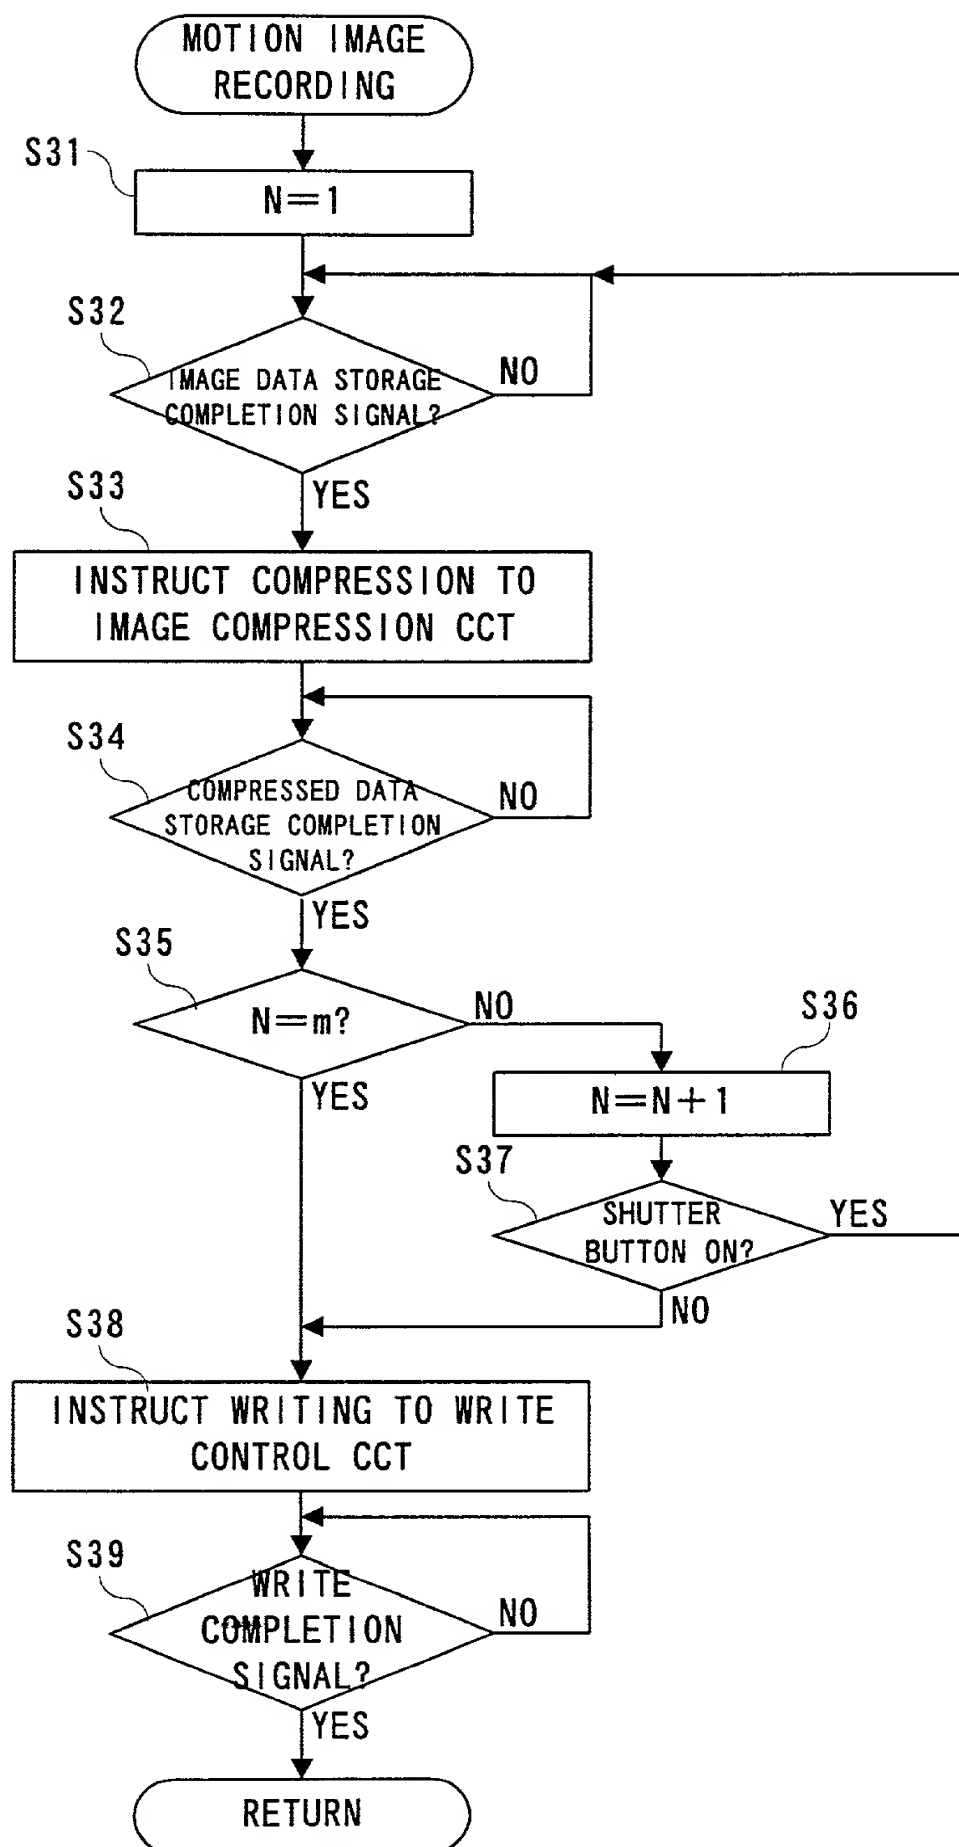 MOTION IMAGE
RECORDING
S31
N=1
S32
IMAGE DATA STORAGE
COMPLETION SIGNAL?
NO
YES
S33
INSTRUCT COMPRESSION TO
IMAGE COMPRESSION CCT
S34
COMPRESSED DATA
STORAGE COMPLETION
SIGNAL?
NO
YES
S35
N=m?
NO
YES
S36
N=N+1
S37
SHUTTER
BUTTON ON?
YES
NO
S38
INSTRUCT WRITING TO WRITE
CONTROL CCT
S39
WRITE
COMPLETION
SIGNAL?
NO
YES
RETURN